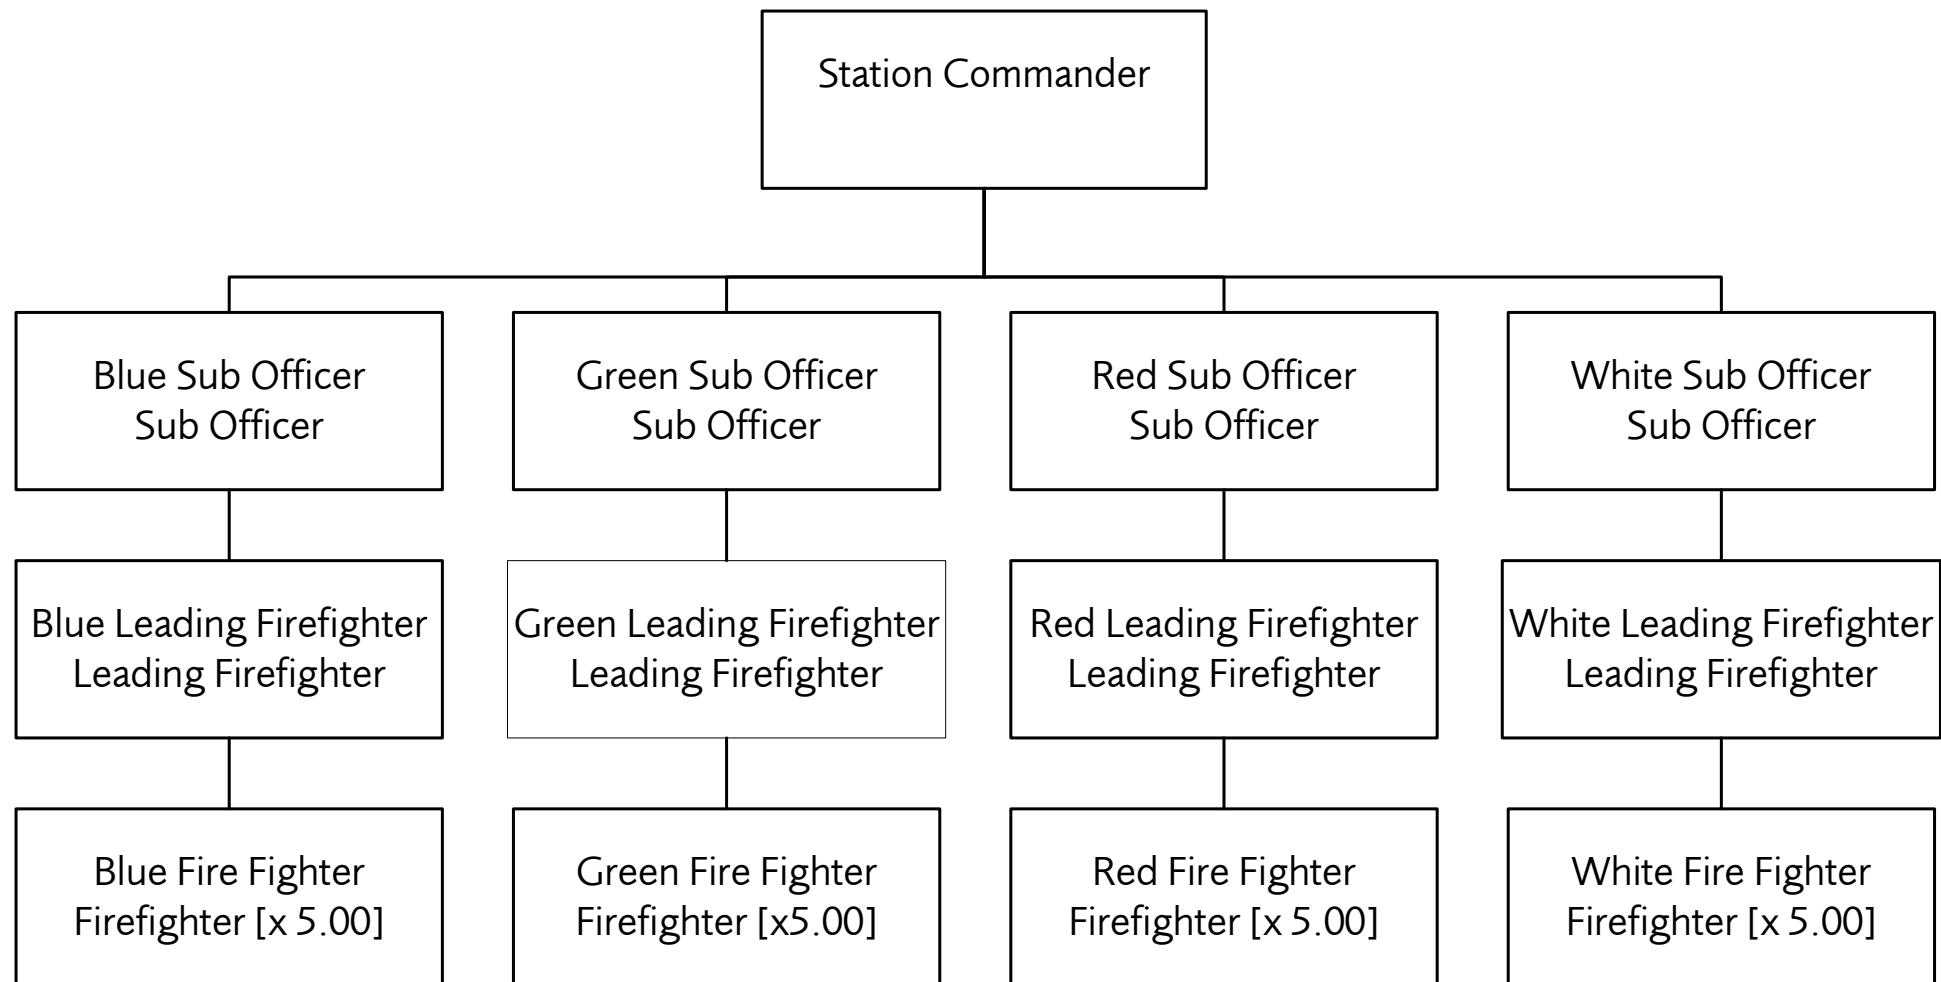 Station Commander
Blue Sub Officer
Sub Officer
Green Sub Officer
Sub Officer
Red Sub Officer
Sub Officer
White Sub Officer
Sub Officer
Blue Leading Firefighter
Leading Firefighter
Green Leading Firefighter
Leading Firefighter
Red Leading Firefighter
Leading Firefighter
White Leading Firefighter
Leading Firefighter
Blue Fire Fighter
Firefighter [x 5.00]
Green Fire Fighter
Firefighter [x5.00]
Red Fire Fighter
Firefighter [x 5.00]
White Fire Fighter
Firefighter [x 5.00]